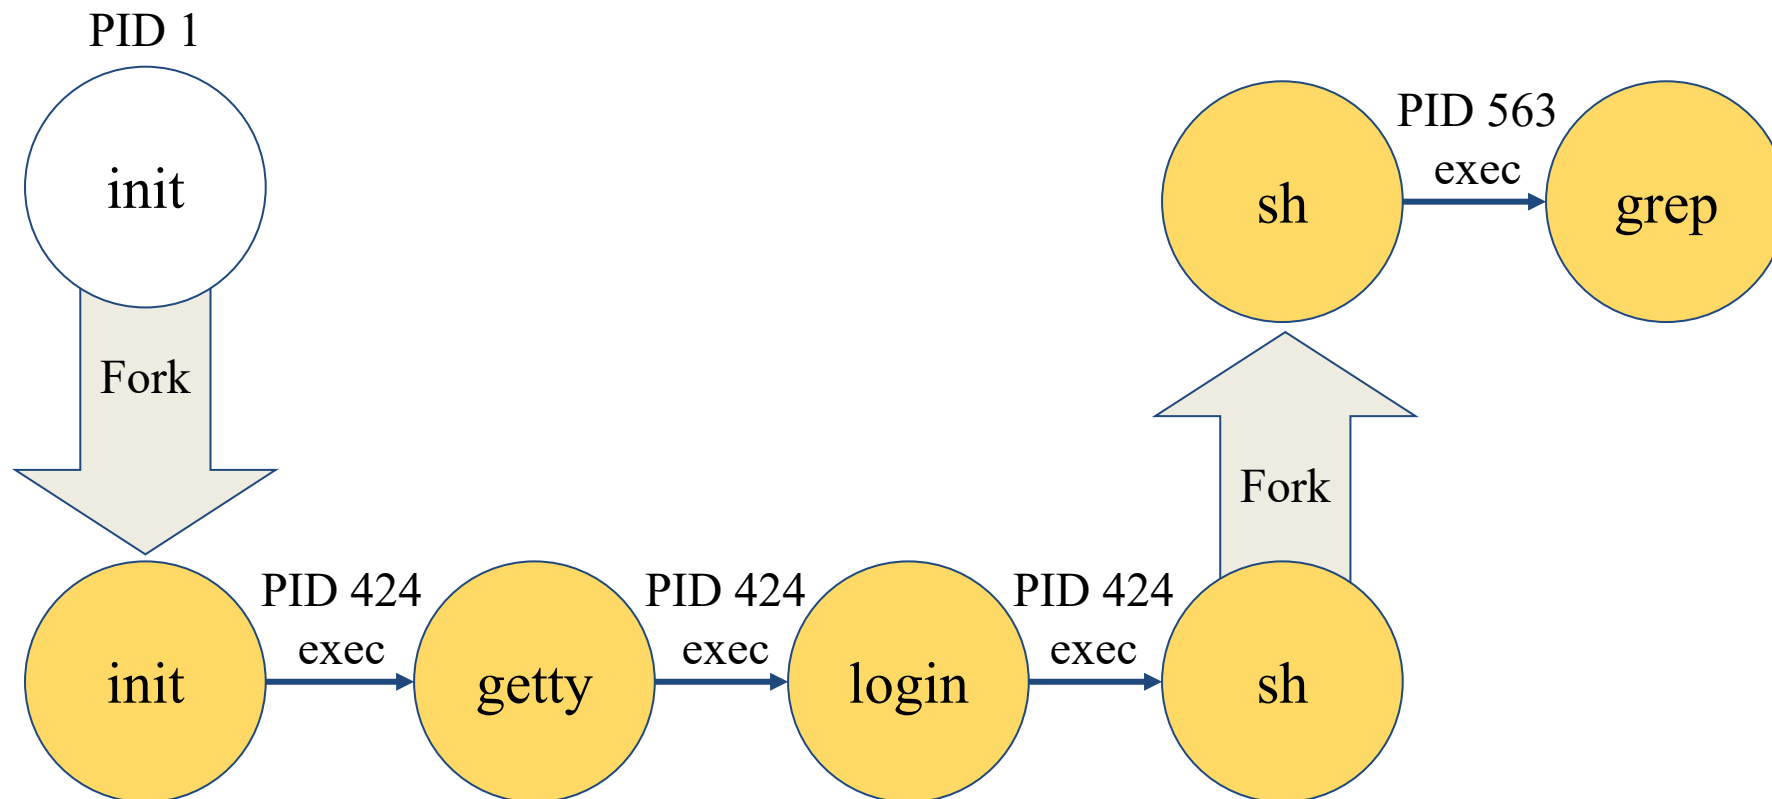 PID 1
init
Fork
init
PID 424
exec
getty
PID 424
exec
login
PID 424
exec
sh
Fork
sh
PID 563
exec
grep